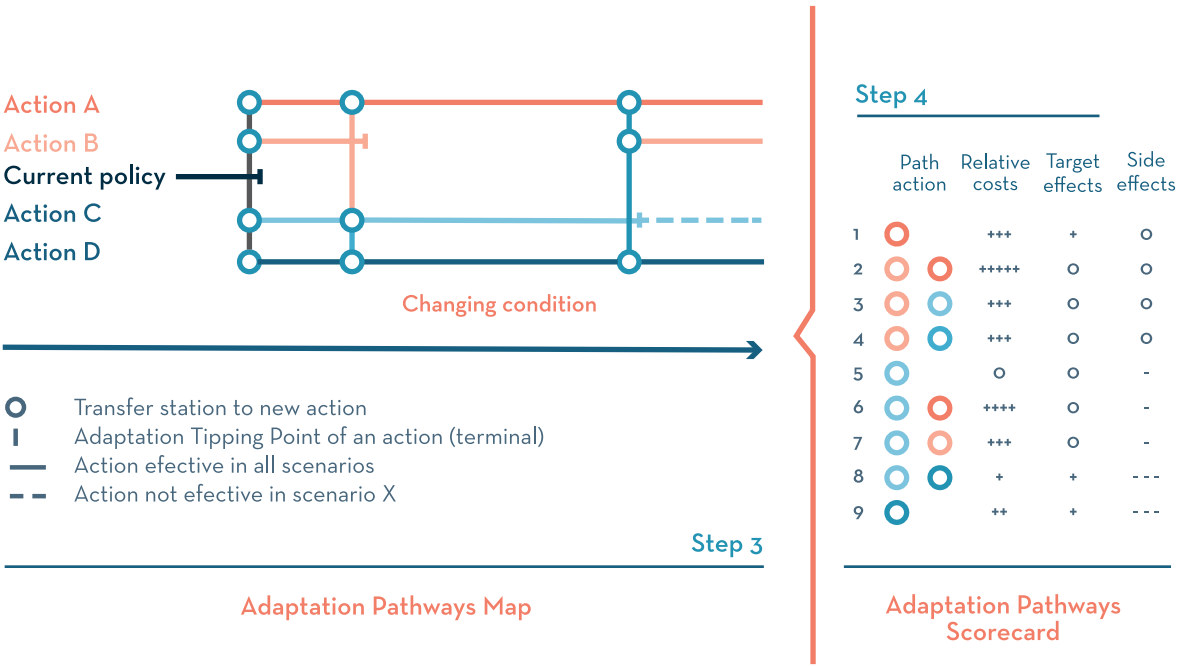 Action A
Action B
Current policy
Action C
Action D
Changing condition
Transfer station to new action
Adaptation Tipping Point of an action (terminal)
Action efective in all scenarios
Action not efective in scenario X
Step 3
Adaptation Pathways Map
Step 4
Path action Relative costs Target effects Side effects
1 +++ + o
2 +++++ o o
3 +++ o o
4 +++ o o
5 o o -
6 ++++ o -
7 +++ o -
8 + + ---
9 ++ + ---
Adaptation Pathways
Scorecard